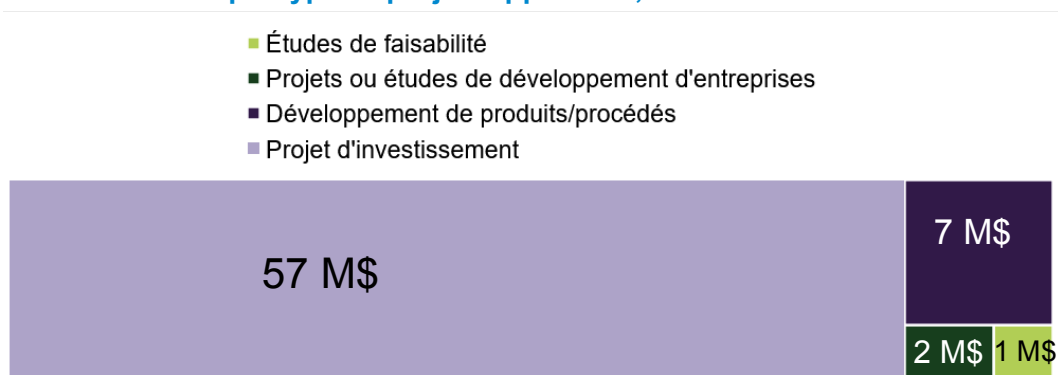 Études de faisabilité
Projets ou études de développement d'entreprises
Développement de produits/procédés
Projet d'investissement
57 M$
7 M$
2 M$
1 M$